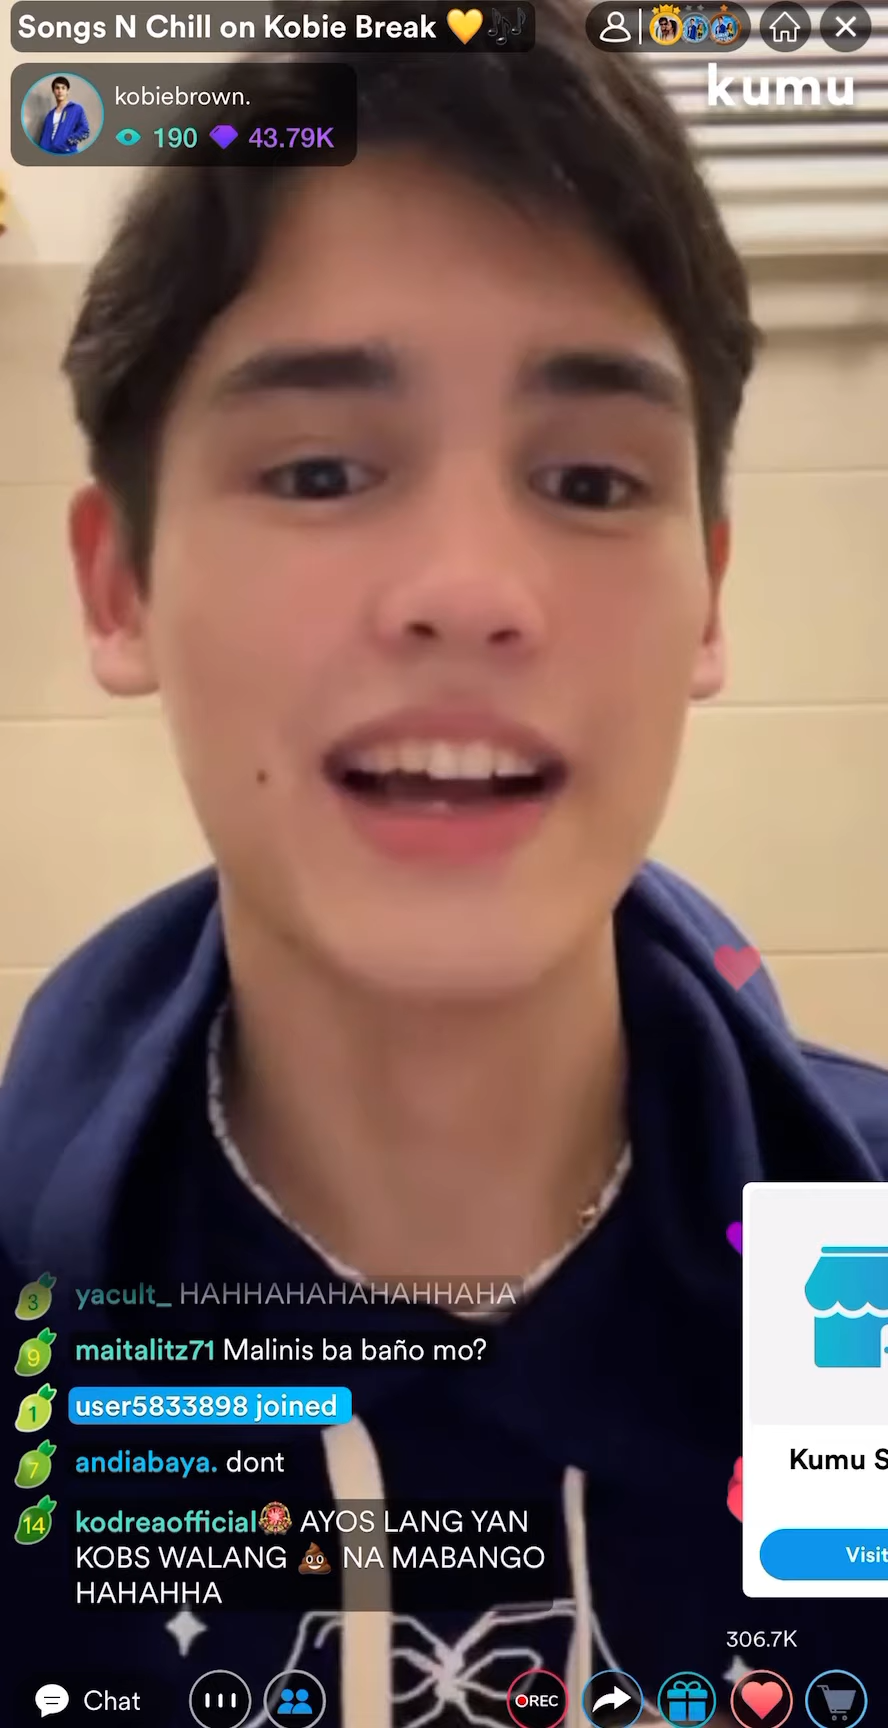 Songs N Chill on Kobie Break 💛🎶
kobiebrown.
190 43.79K
kumu
3 yacult_ HAHHAHAHAHAHHAHA
9 maitalitz71 Malinis ba baño mo?
1 user5833898 joined
7 andiabaya. dont
14 kodreaofficial AYOS LANG YAN
KOBS WALANG 💩 NA MABANGO
HAHAHHA
Kumu S
Visit
306.7K
Chat
REC